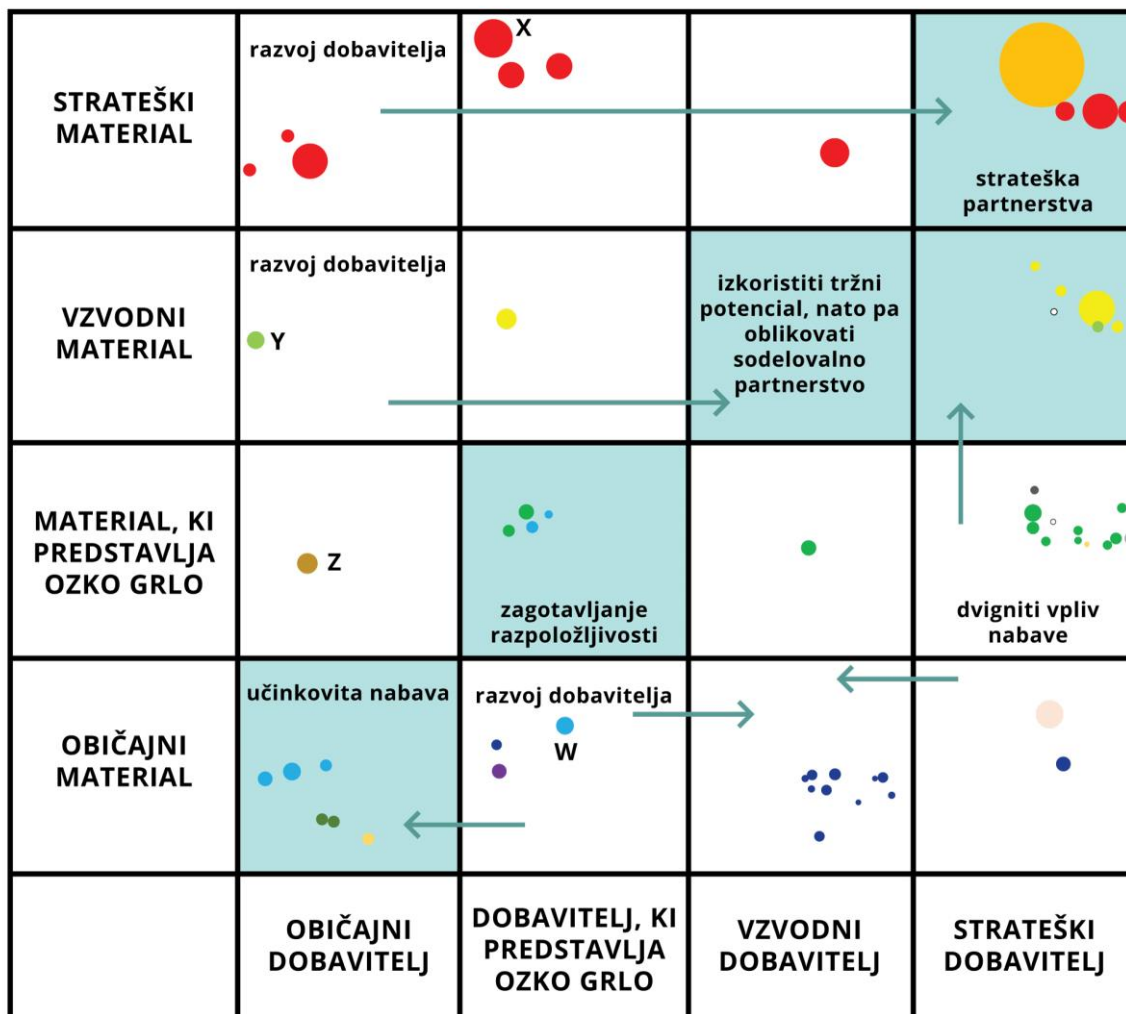 STRATEŠKI
MATERIAL
razvoj dobavitelja
X
strateška
partnerstva
VZVODNI
MATERIAL
razvoj dobavitelja
Y
izkoristiti tržni
potencial, nato pa
oblikovati
sodelovalno
partnerstvo
MATERIAL, KI
PREDSTAVLJA
OZKO GRLO
Z
zagotavljanje
razpoložljivosti
dvigniti vpliv
nabave
OBIČAJNI
MATERIAL
učinkovita nabava
razvoj dobavitelja
W
OBIČAJNI
DOBAVITELJ
DOBAVITELJ, KI
PREDSTAVLJA
OZKO GRLO
VZVODNI
DOBAVITELJ
STRATEŠKI
DOBAVITELJ